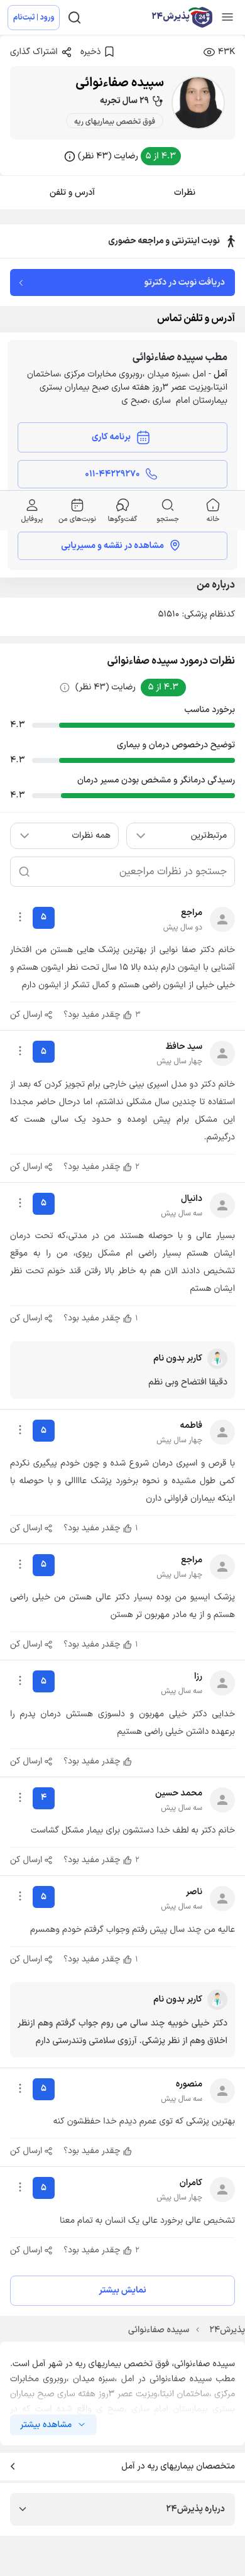 پذیرش۲۴
ورود | ثبت‌نام
۴۳K
ذخیره
اشتراک گذاری
سپیده صفاءنوائی
۲۹ سال تجربه
فوق تخصص بیماریهای ریه
۴.۳ از ۵ رضایت (۴۳ نظر)
نظرات
آدرس و تلفن
نوبت اینترنتی و مراجعه حضوری
دریافت نوبت در دکترتو
آدرس و تلفن تماس
مطب سپیده صفاءنوائی
آمل - آمل ،سبزه میدان ،روبروی مخابرات مرکزی ،ساختمان
آنیتا،ویزیت عصر ۳روز هفته ساری صبح بیمارستان بستری
بیمارستان امام ساری ،صبح ی
برنامه کاری
۰۱۱-۴۴۲۲۹۲۷۰
خانه
جستجو
گفت‌وگوها
نوبت‌های من
پروفایل
مشاهده در نقشه و مسیریابی
درباره من
کدنظام پزشکی: ۵۱۵۱۰
نظرات درمورد سپیده صفاءنوائی
۴.۳ از ۵ رضایت (۴۳ نظر)
برخورد مناسب
۴.۳
توضیح درخصوص درمان و بیماری
۴.۳
رسیدگی درمانگر و مشخص بودن مسیر درمان
۴.۳
مرتبط‌ترین
همه نظرات
جستجو در نظرات مراجعین
مراجع
دو سال پیش
۵
خانم دکتر صفا نوایی از بهترین پزشک هایی هستن من افتخار
آشنایی با ایشون دارم بنده بالا ۱۵ سال تحت نظر ایشون هستم و
خیلی خیلی از ایشون راضی هستم و کمال تشکر از ایشون دارم
۳ چقدر مفید بود؟ ارسال کن
سید حافظ
چهار سال پیش
۵
خانم دکتر دو مدل اسپری بینی خارجی برام تجویز کردن که بعد از
استفاده تا چندین سال مشکلی نداشتم، اما درحال حاضر مجددا
این مشکل برام پیش اومده و حدود یک سالی هست که
درگیرشم.
۲ چقدر مفید بود؟ ارسال کن
دانیال
سه سال پیش
۵
بسیار عالی و با حوصله هستند من در مدتی،که تحت درمان
ایشان هستم بسیار راضی ام مشکل ریوی، من را به موقع
تشخیص دادند الان هم به خاطر بالا رفتن قند خونم تحت نظر
ایشان هستم
۱ چقدر مفید بود؟ ارسال کن
کاربر بدون نام
دقیقا افتضاح وبی نظم
فاطمه
چهار سال پیش
۵
با قرص و اسپری درمان شروع شده و چون خودم پیگیری نکردم
کمی طول مشیده و نحوه برخورد پزشک عاااالی و با حوصله با
اینکه بیماران فراوانی دارن
۱ چقدر مفید بود؟ ارسال کن
مراجع
چهار سال پیش
۵
پزشک ایسیو من بوده بسیار دکتر عالی هستن من خیلی راضی
هستم و از یه مادر مهربون تر هستن
۱ چقدر مفید بود؟ ارسال کن
رزا
سه سال پیش
۵
خدایی دکتر خیلی مهربون و دلسوزی هستش درمان پدرم را
برعهده داشتن خیلی راضی هستیم
چقدر مفید بود؟ ارسال کن
محمد حسین
سه سال پیش
۴
خانم دکتر به لطف خدا دستشون برای بیمار مشکل گشاست
۲ چقدر مفید بود؟ ارسال کن
ناصر
سه سال پیش
۵
عالیه من چند سال پیش رفتم وجواب گرفتم خودم وهمسرم
۱ چقدر مفید بود؟ ارسال کن
کاربر بدون نام
دکتر خیلی خوبیه چند سالی می روم جواب گرفتم وهم ازنظر
اخلاق وهم از نظر پزشکی. آرزوی سلامتی وتندرستی دارم
منصوره
سه سال پیش
۵
بهترین پزشکی که توی عمرم دیدم خدا حفظشون کنه
چقدر مفید بود؟ ارسال کن
کامران
چهار سال پیش
۵
تشخیص عالی برخورد عالی یک انسان به تمام معنا
۲ چقدر مفید بود؟ ارسال کن
نمایش بیشتر
پذیرش۲۴
سپیده صفاءنوائی
سپیده صفاءنوائی، فوق تخصص بیماریهای ریه در شهر آمل است.
مطب سپیده صفاءنوائی در آمل ،سبزه میدان ،روبروی مخابرات
مرکزی ،ساختمان آنیتا،ویزیت عصر ۳روز هفته ساری صبح بیماران
مشاهده بیشتر
متخصصان بیماریهای ریه در آمل
درباره پذیرش۲۴